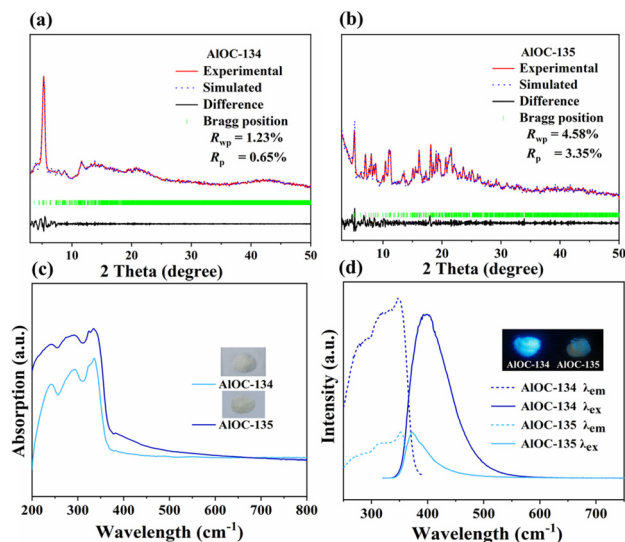 (a)
AlOC-134
Experimental
Simulated
Difference
Bragg position
Rwp = 1.23%
Rp = 0.65%
10 20 30 40 50
2 Theta (degree)
(b)
AlOC-135
Experimental
Simulated
Difference
Bragg position
Rwp = 4.58%
Rp = 3.35%
10 20 30 40 50
2 Theta (degree)
(c)
Absorption (a.u.)
AlOC-134
AlOC-135
200 300 400 500 600 700 800
Wavelength (cm-1)
(d)
Intensity (a.u.)
AlOC-134 AlOC-135
AlOC-134 λem
AlOC-134 λex
AlOC-135 λem
AlOC-135 λex
300 400 500 600 700
Wavelength (cm-1)